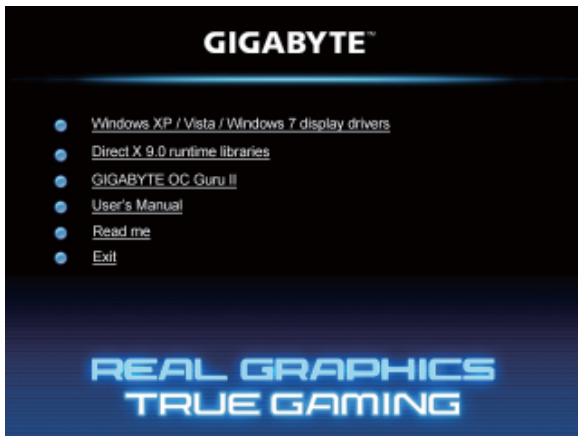 GIGABYTE™
Windows XP / Vista / Windows 7 display drivers
Direct X 9.0 runtime libraries
GIGABYTE OC Guru II
User's Manual
Read me
Exit
REAL GRAPHICS
TRUE GAMING